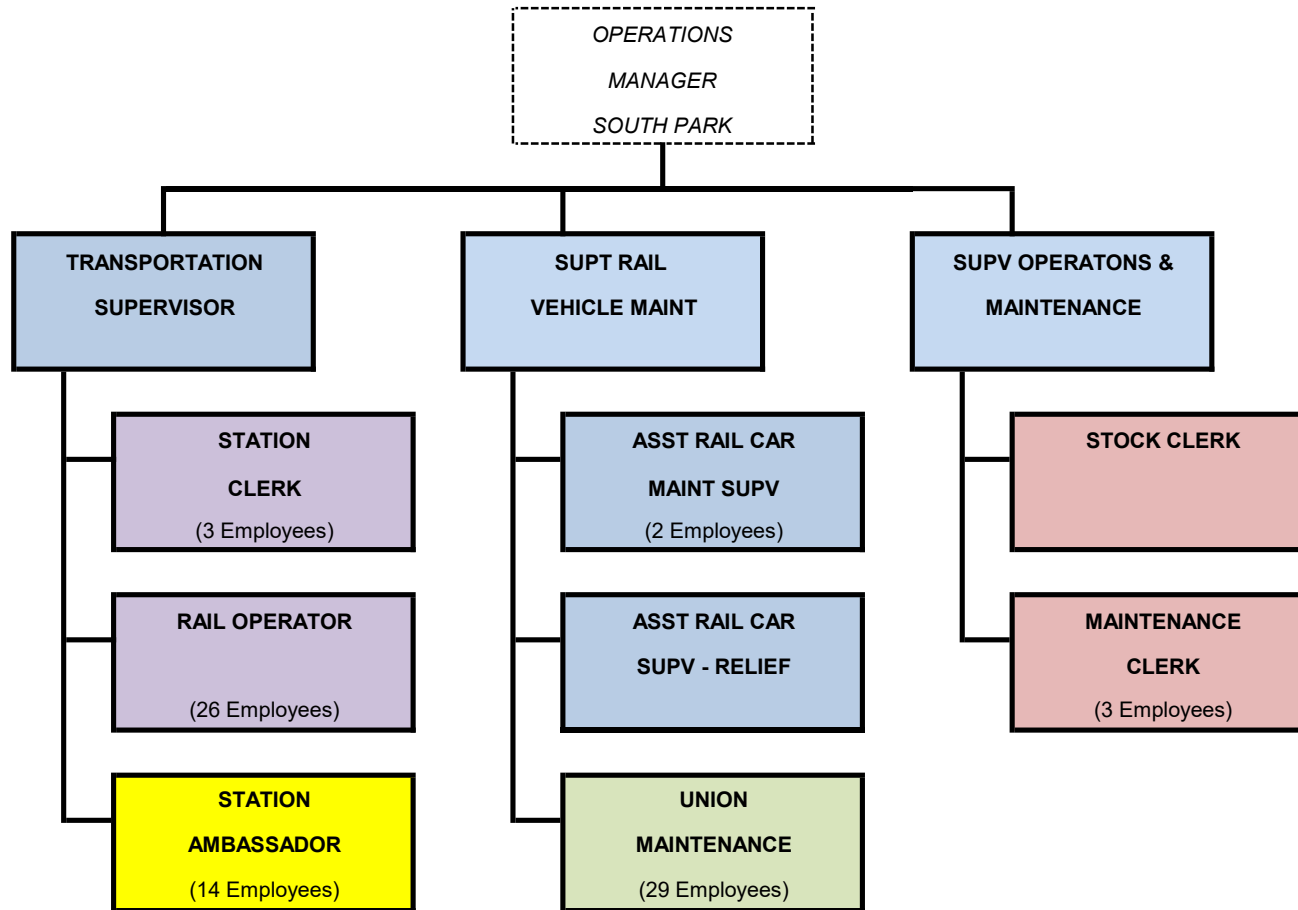 OPERATIONS
MANAGER
SOUTH PARK
TRANSPORTATION
SUPERVISOR
SUPT RAIL
VEHICLE MAINT
SUPV OPERATONS &
MAINTENANCE
STATION
CLERK
(3 Employees)
ASST RAIL CAR
MAINT SUPV
(2 Employees)
STOCK CLERK
RAIL OPERATOR
(26 Employees)
ASST RAIL CAR
SUPV - RELIEF
MAINTENANCE
CLERK
(3 Employees)
STATION
AMBASSADOR
(14 Employees)
UNION
MAINTENANCE
(29 Employees)